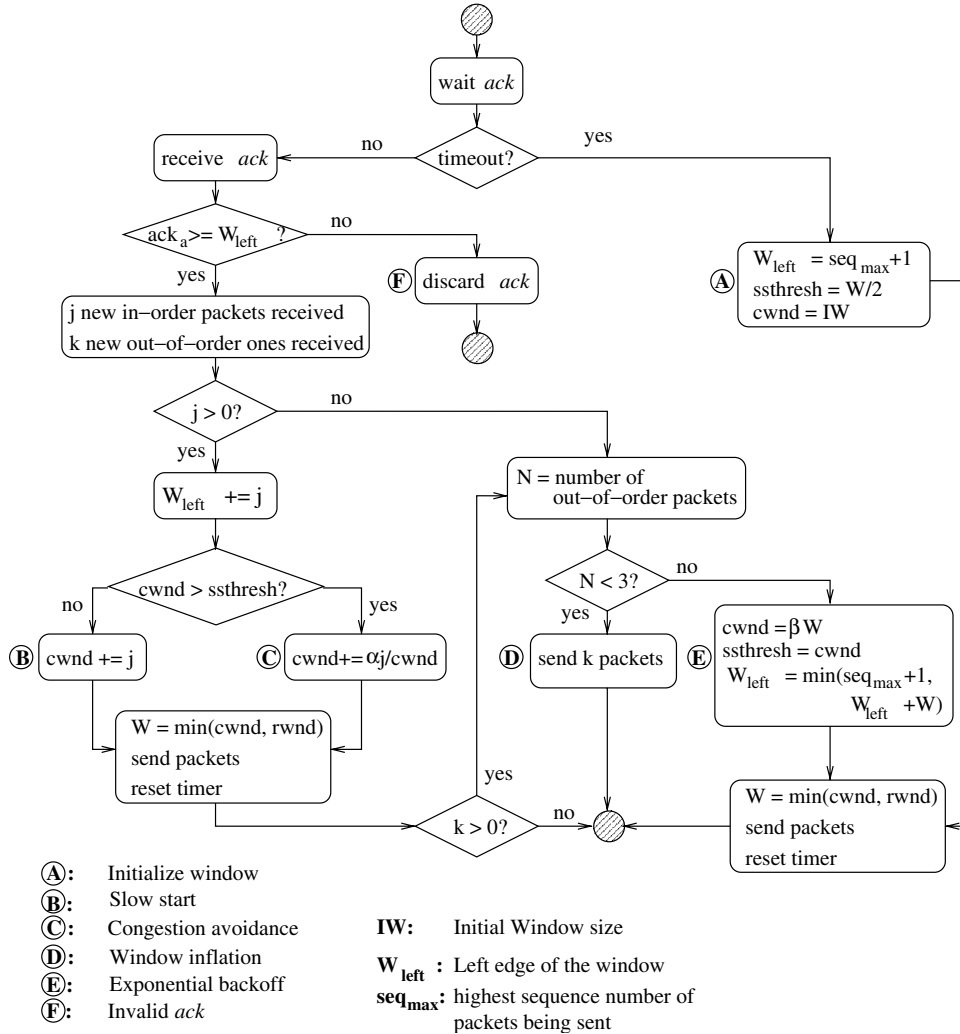 wait ack
timeout?
no
yes
receive ack
ack_a>= W_left ?
no
yes
F discard ack
A
W_left = seq_max+1
ssthresh = W/2
cwnd = IW
j new in−order packets received
k new out−of−order ones received
j > 0?
no
yes
W_left += j
N = number of
out−of−order packets
cwnd > ssthresh?
no
yes
N < 3?
no
yes
B cwnd += j
C cwnd+= αj/cwnd
D send k packets
E
cwnd =βW
ssthresh = cwnd
W_left = min(seq_max+1,
W_left +W)
W = min(cwnd, rwnd)
send packets
reset timer
yes
k > 0?
no
W = min(cwnd, rwnd)
send packets
reset timer
A: Initialize window
B: Slow start
C: Congestion avoidance
D: Window inflation
E: Exponential backoff
F: Invalid ack
IW: Initial Window size
W_left : Left edge of the window
seq_max: highest sequence number of
packets being sent